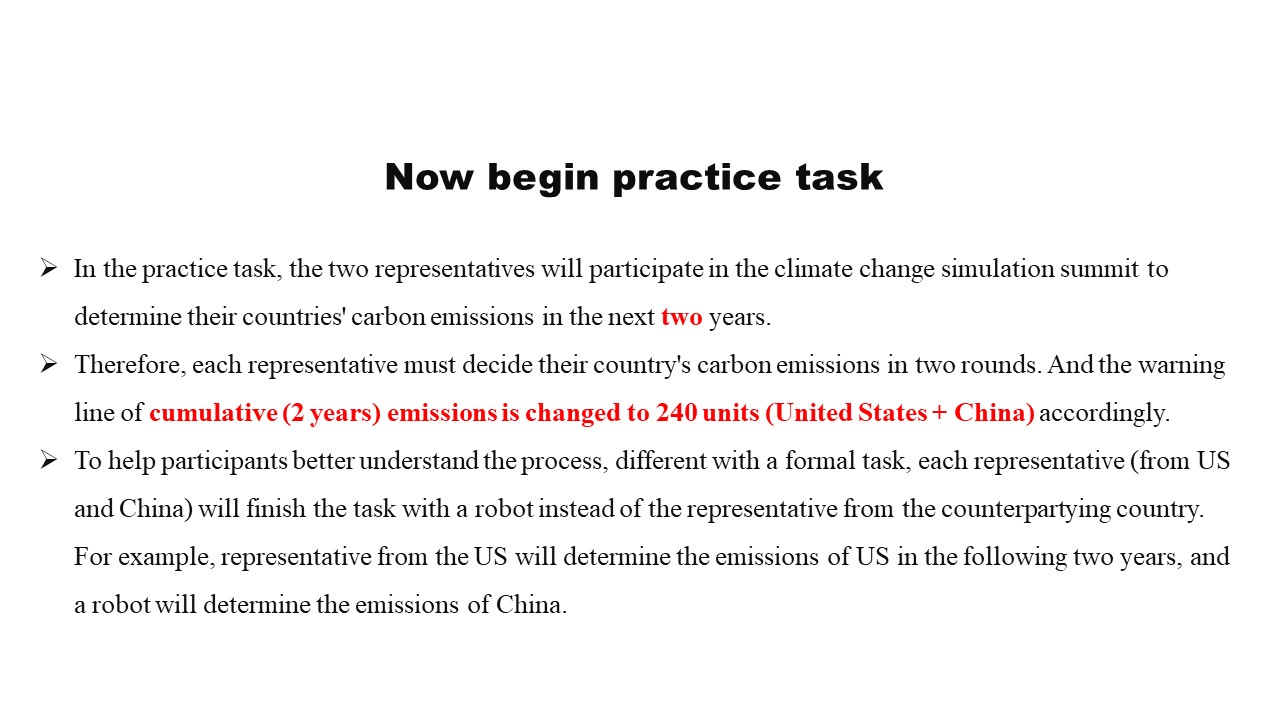 Now begin practice task
➢ In the practice task, the two representatives will participate in the climate change simulation summit to
determine their countries' carbon emissions in the next two years.
➢ Therefore, each representative must decide their country's carbon emissions in two rounds. And the warning
line of cumulative (2 years) emissions is changed to 240 units (United States + China) accordingly.
➢ To help participants better understand the process, different with a formal task, each representative (from US
and China) will finish the task with a robot instead of the representative from the counterpartying country.
For example, representative from the US will determine the emissions of US in the following two years, and
a robot will determine the emissions of China.